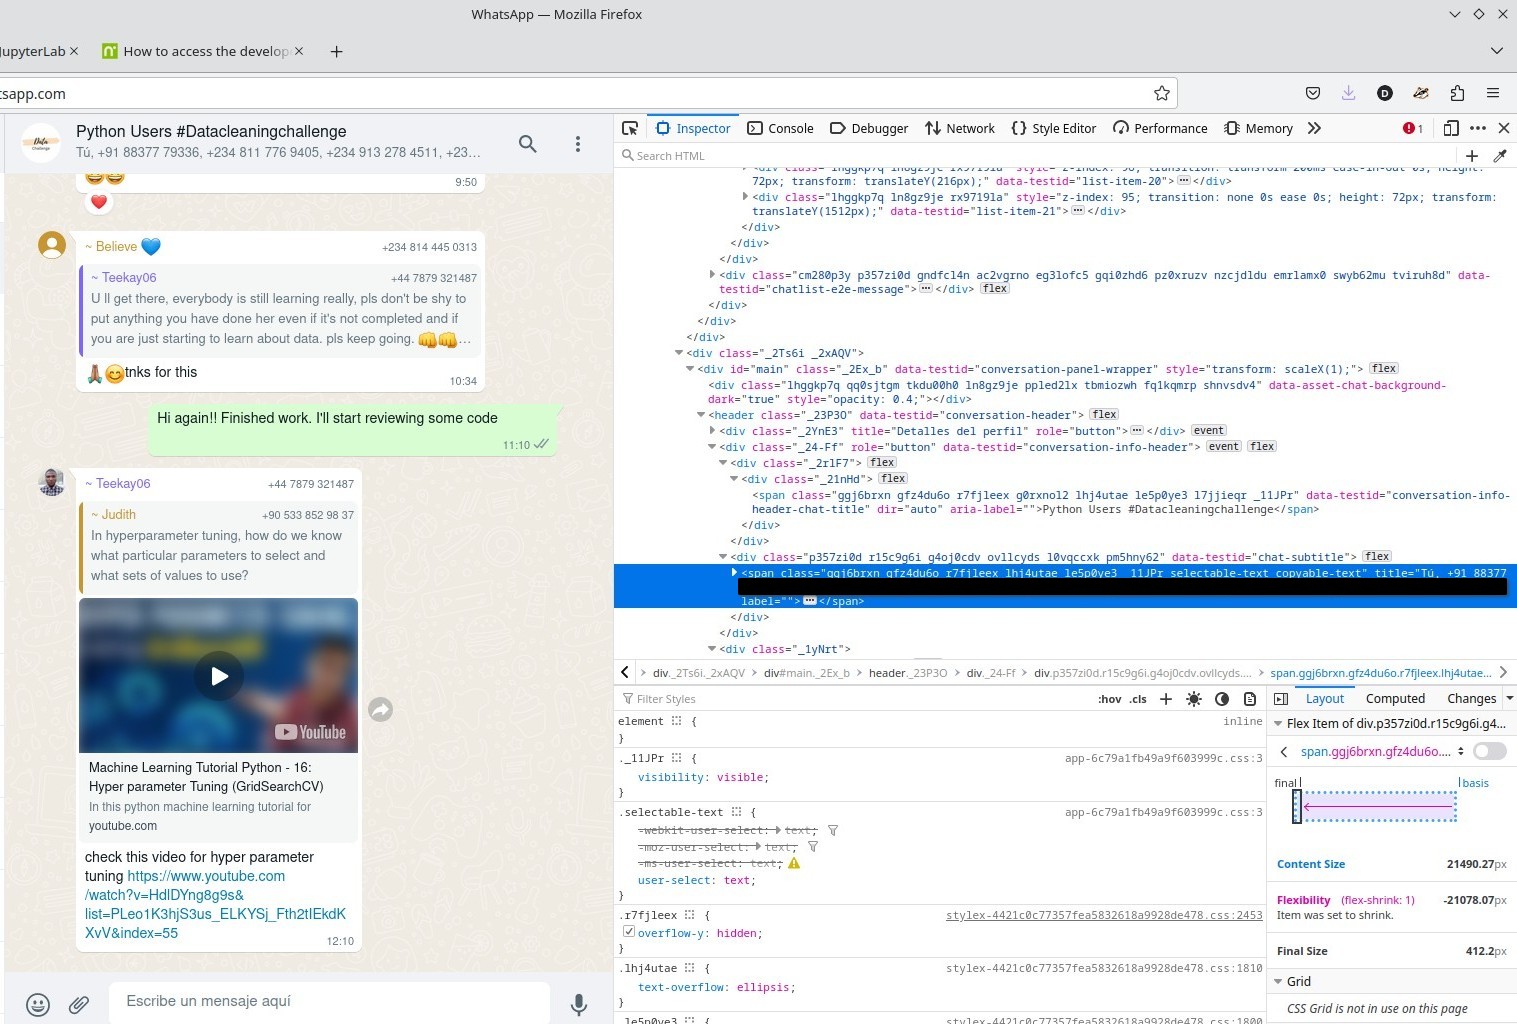 WhatsApp — Mozilla Firefox
JupyterLab
How to access the develop
tsapp.com
Python Users #Datacleaningchallenge
Tú, +91 88377 79336, +234 811 776 9405, +234 913 278 4511, +23…
9:50
~ Believe 💙 +234 814 445 0313
~ Teekay06 +44 7879 321487
U ll get there, everybody is still learning really, pls don't be shy to
put anything you have done her even if it's not completed and if
you are just starting to learn about data. pls keep going. 👊👊…
🙏🏽😊tnks for this
10:34
Hi again!! Finished work. I'll start reviewing some code
11:10
~ Teekay06 +44 7879 321487
~ Judith +90 533 852 98 37
In hyperparameter tuning, how do we know
what particular parameters to select and
what sets of values to use?
YouTube
Machine Learning Tutorial Python - 16:
Hyper parameter Tuning (GridSearchCV)
In this python machine learning tutorial for
youtube.com
check this video for hyper parameter
tuning https://www.youtube.com
/watch?v=HdlDYng8g9s&
list=PLeo1K3hjS3us_ELKYSj_Fth2tIEkdK
XvV&index=55
12:10
Escribe un mensaje aquí
Inspector Console Debugger Network Style Editor Performance Memory 1
Search HTML
72px; transform: translateY(216px);" data-testid="list-item-20"> </div>
<div class="lhggkp7q ln8gz9je rx9719la" style="z-index: 95; transition: none 0s ease 0s; height: 72px; transform:
translateY(1512px);" data-testid="list-item-21"> </div>
</div>
</div>
</div>
<div class="cm280p3y p357zi0d gndfcl4n ac2vgrno eg3lofc5 gqi0zhd6 pz0xruzv nzcjdldu emrlamx0 swyb62mu tviruh8d" data-
testid="chatlist-e2e-message"> </div> flex
</div>
</div>
</div>
<div class="_2Ts6i _2xAQV">
<div id="main" class="_2Ex_b" data-testid="conversation-panel-wrapper" style="transform: scaleX(1);"> flex
<div class="lhggkp7q qq0sjtgm tkdu00h0 ln8gz9je ppled2lx tbmiozwh fq1kqmrp shnvsdv4" data-asset-chat-background-
dark="true" style="opacity: 0.4;"></div>
<header class="_23P3O" data-testid="conversation-header"> flex
<div class="_2YnE3" title="Detalles del perfil" role="button"> </div> event
<div class="_24-Ff" role="button" data-testid="conversation-info-header"> event flex
<div class="_2rlF7"> flex
<div class="_21nHd"> flex
<span class="ggj6brxn gfz4du6o r7fjleex g0rxnol2 lhj4utae le5p0ye3 l7jjieqr _11JPr" data-testid="conversation-info-
header-chat-title" dir="auto" aria-label="">Python Users #Datacleaningchallenge</span>
</div>
</div>
<div class="p357zi0d r15c9g6i g4oj0cdv ovllcyds l0vqccxk pm5hny62" data-testid="chat-subtitle"> flex
<span class="ggj6brxn gfz4du6o r7fjleex lhj4utae le5p0ye3 _11JPr selectable-text copyable-text" title="Tú, +91 88377
label=""> </span>
</div>
</div>
<div class="_1yNrt">
div._2Ts6i._2xAQV div#main._2Ex_b header._23P3O div._24-Ff div.p357zi0d.r15c9g6i.g4oj0cdv.ovllcyds.… span.ggj6brxn.gfz4du6o.r7fjleex.lhj4utae…
Filter Styles :hov .cls
element { inline
}
._11JPr { app-6c79a1fb49a9f603999c.css:3
visibility: visible;
}
.selectable-text { app-6c79a1fb49a9f603999c.css:3
-webkit-user-select: text;
-moz-user-select: text;
-ms-user-select: text;
user-select: text;
}
.r7fjleex { stylex-4421c0c77357fea5832618a9928de478.css:2453
overflow-y: hidden;
}
.lhj4utae { stylex-4421c0c77357fea5832618a9928de478.css:1810
text-overflow: ellipsis;
}
.le5p0ye3 { stylex-4421c0c77357fea5832618a9928de478.css:1800
Layout Computed Changes
Flex Item of div.p357zi0d.r15c9g6i.g4…
span.ggj6brxn.gfz4du6o.…
final basis
Content Size 21490.27px
Flexibility (flex-shrink: 1) -21078.07px
Item was set to shrink.
Final Size 412.2px
Grid
CSS Grid is not in use on this page